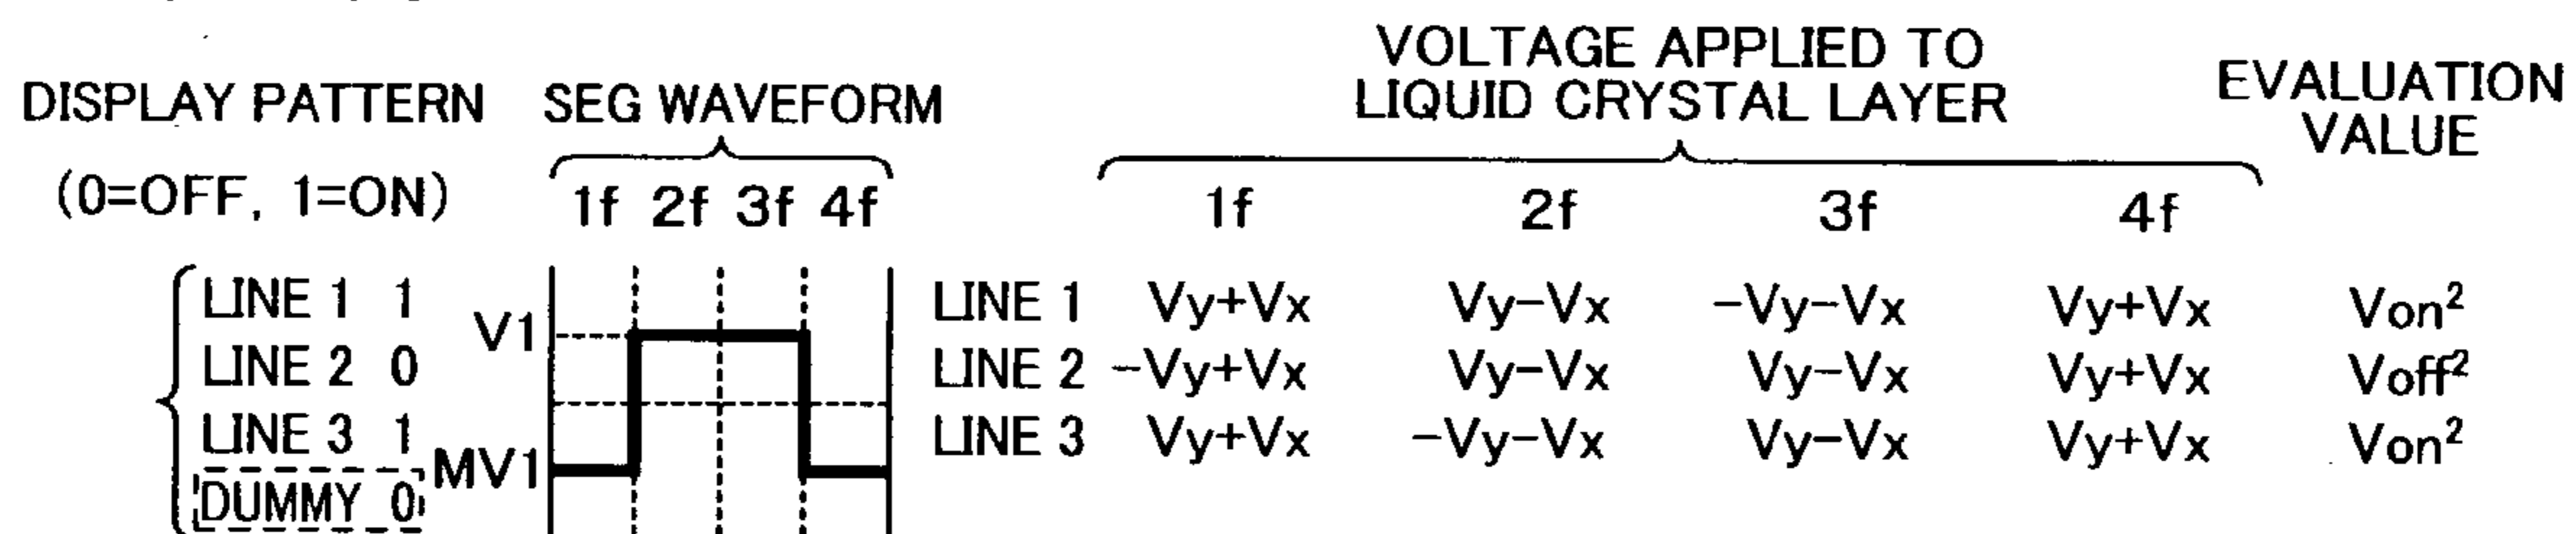 VOLTAGE APPLIED TO
DISPLAY PATTERN SEG WAVEFORM LIQUID CRYSTAL LAYER EVALUATION
VALUE
(0=OFF, 1=ON) 1f 2f 3f 4f 1f 2f 3f 4f
LINE 1 1 V1 LINE 1 Vy+Vx Vy−Vx −Vy−Vx Vy+Vx Von²
LINE 2 0 LINE 2 −Vy+Vx Vy−Vx Vy−Vx Vy+Vx Voff²
LINE 3 1 MV1 LINE 3 Vy+Vx −Vy−Vx Vy−Vx Vy+Vx Von²
DUMMY 0